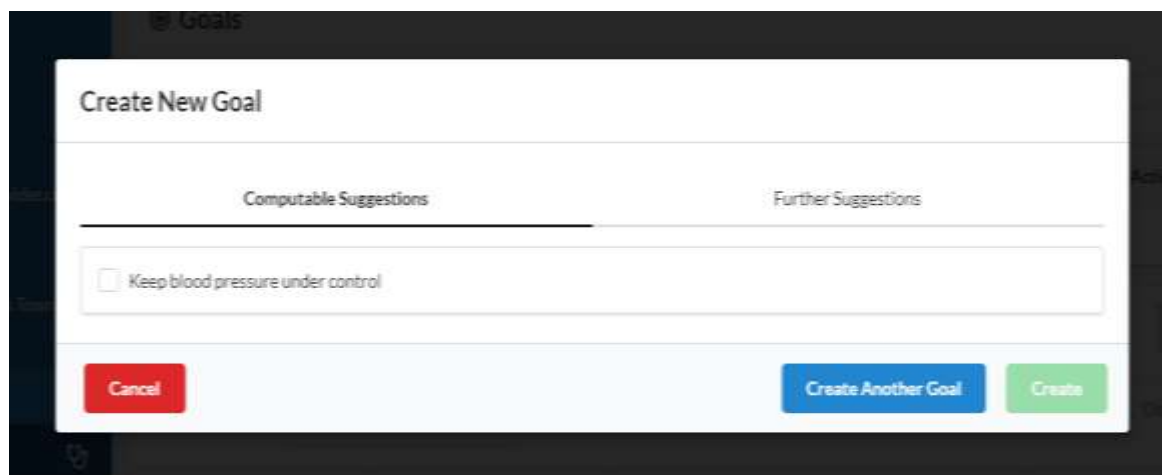 Goals
Create New Goal
Computable Suggestions
Further Suggestions
Keep blood pressure under control
Cancel
Create Another Goal
Create